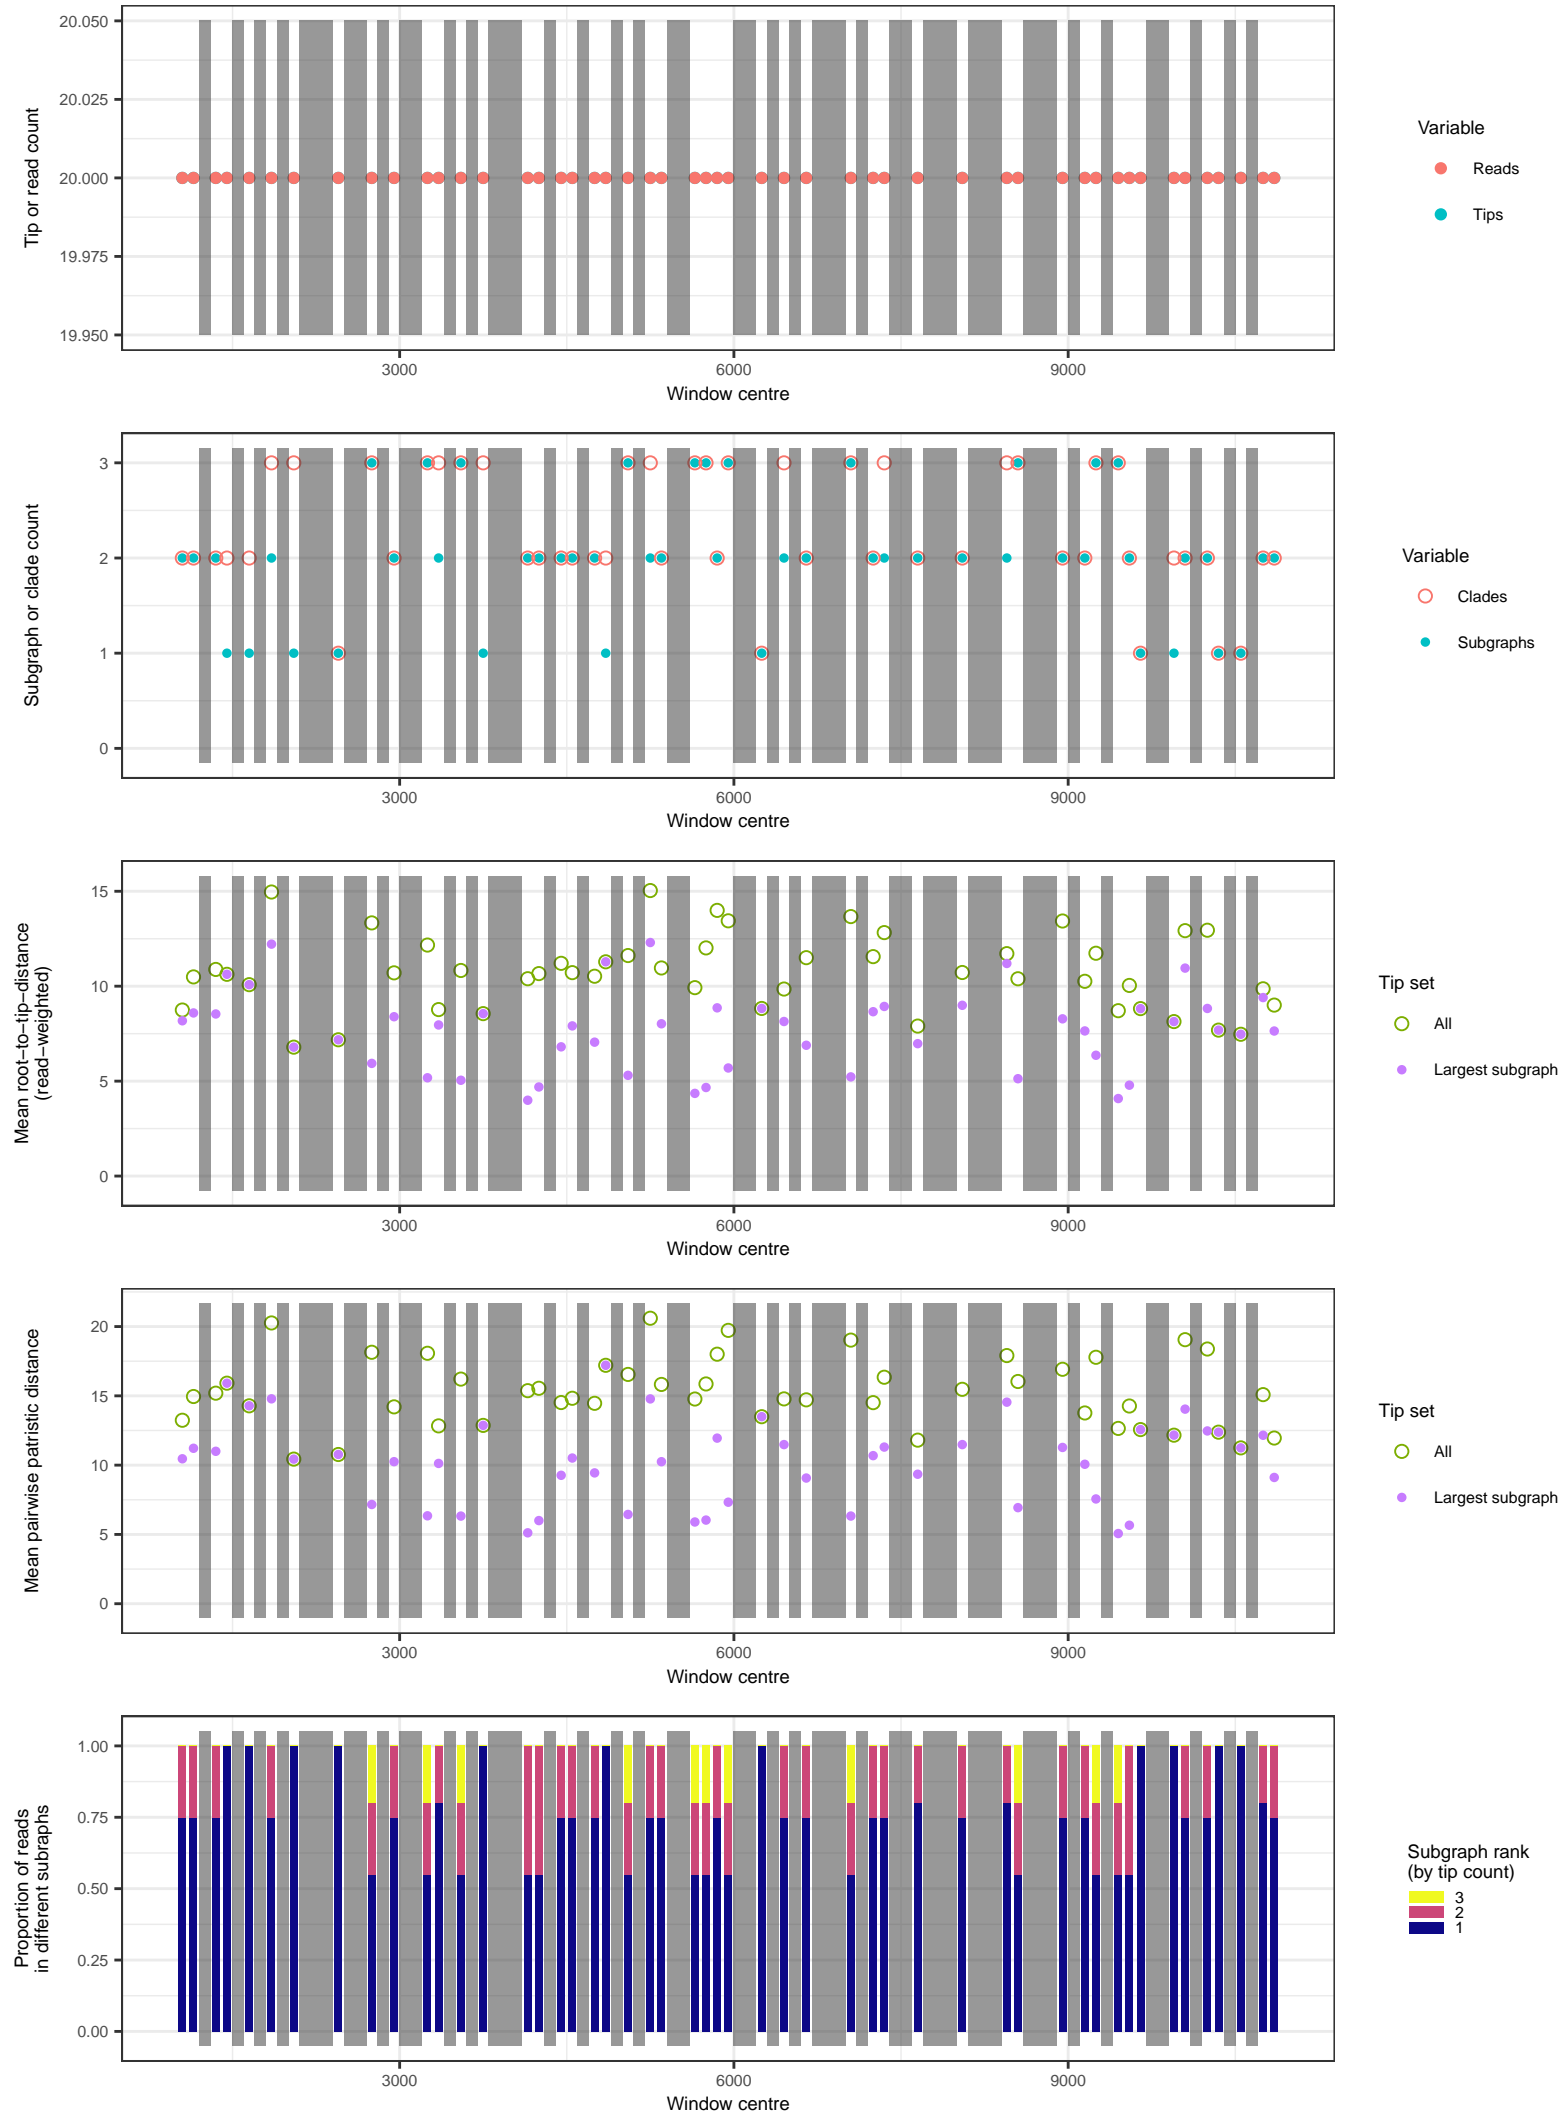 20.050
20.025
20.000
19.975
19.950
Tip or read count
3000
6000
9000
Window centre
Variable
Reads
Tips
3
2
1
0
Subgraph or clade count
3000
6000
9000
Window centre
Variable
Clades
Subgraphs
15
10
5
0
Mean root−to−tip−distance
(read−weighted)
3000
6000
9000
Window centre
Tip set
All
Largest subgraph
20
15
10
5
0
Mean pairwise patristic distance
3000
6000
9000
Window centre
Tip set
All
Largest subgraph
1.00
0.75
0.50
0.25
0.00
Proportion of reads
in different subraphs
3000
6000
9000
Window centre
Subgraph rank
(by tip count)
3
2
1